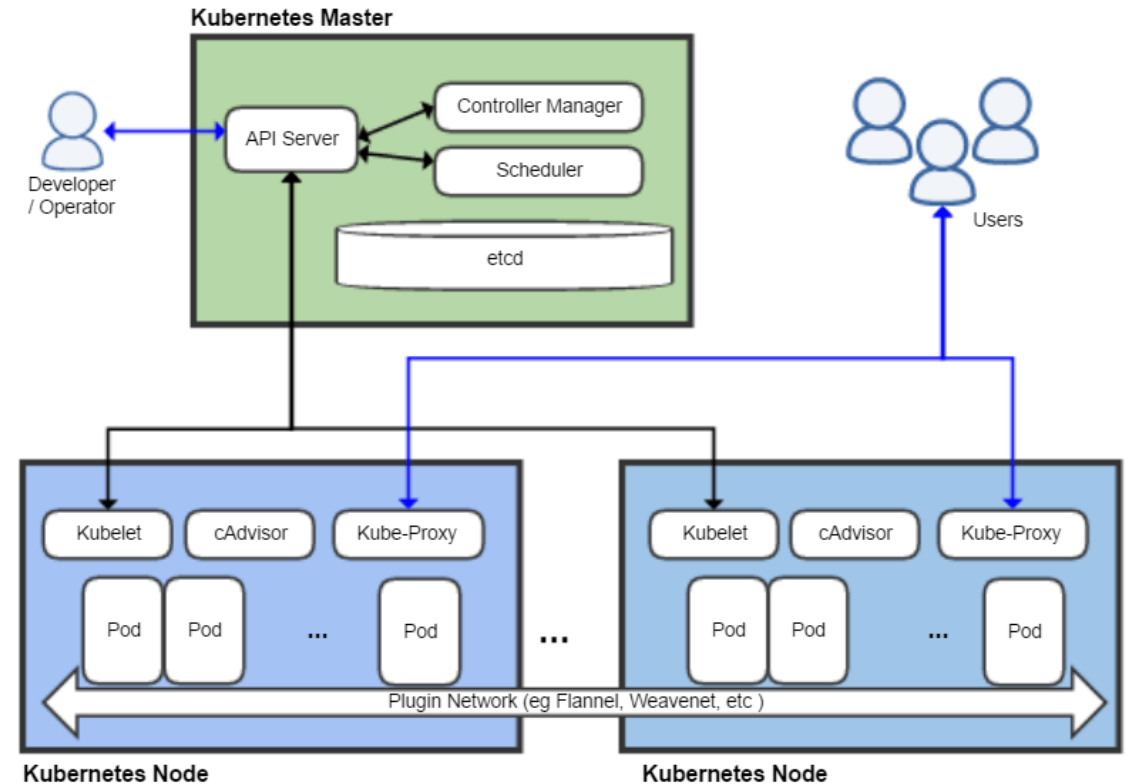 Kubernetes Master
Controller Manager
API Server
Scheduler
Developer
/ Operator
Users
etcd
Kubelet
cAdvisor
Kube-Proxy
Kubelet
cAdvisor
Kube-Proxy
Pod
Pod
...
Pod
...
Pod
Pod
...
Pod
Plugin Network (eg Flannel, Weavenet, etc )
Kubernetes Node
Kubernetes Node